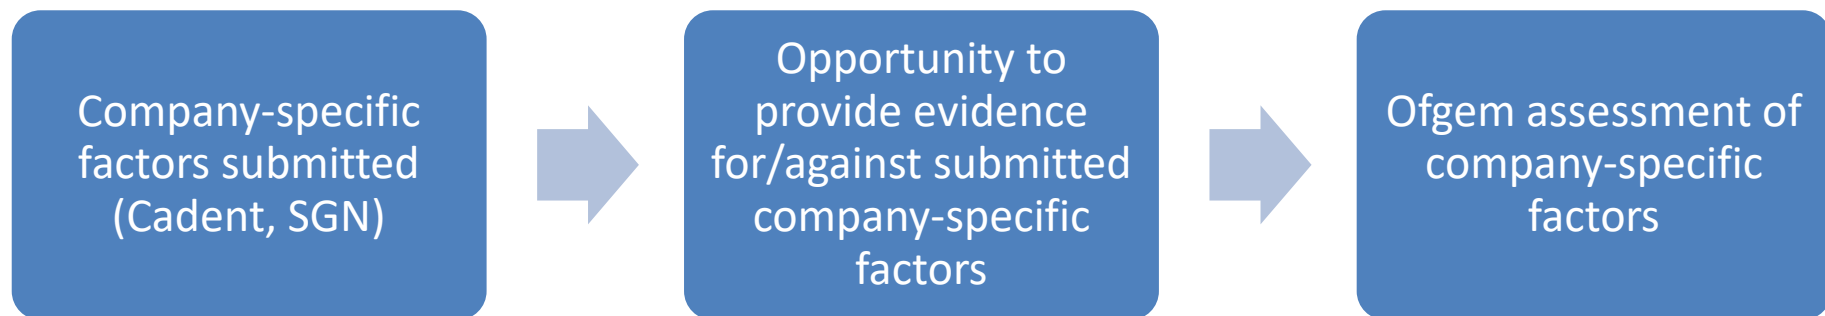 Company-specific
factors submitted
(Cadent, SGN)
Opportunity to
provide evidence
for/against submitted
company-specific
factors
Ofgem assessment of
company-specific
factors